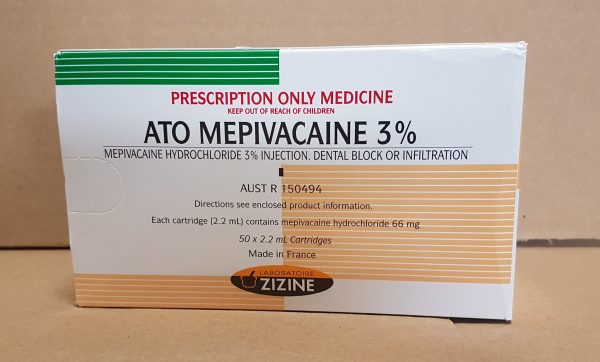 PRESCRIPTION ONLY MEDICINE
KEEP OUT OF REACH OF CHILDREN
ATO MEPIVACAINE 3%
MEPIVACAINE HYDROCHLORIDE 3% INJECTION. DENTAL BLOCK OR INFILTRATION
AUST R 150494
Directions see enclosed product information.
Each cartridge (2.2 mL) contains mepivacaine hydrochloride 66 mg
50 x 2.2 mL Cartridges
Made in France
LABORATOIRE
ZIZINE